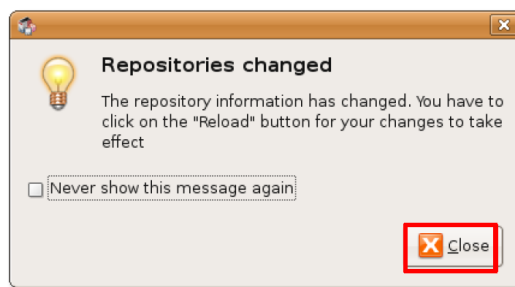 Repositories changed
The repository information has changed. You have to
click on the "Reload" button for your changes to take
effect
Never show this message again
Close